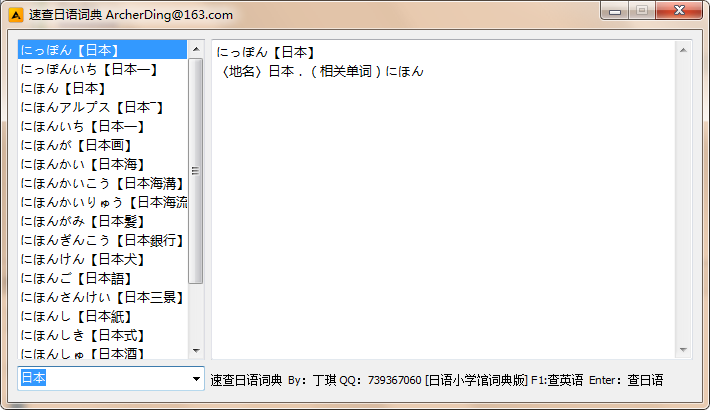 速查日语词典 ArcherDing@163.com
にっぽん【日本】
にっぽんいち【日本一】
にほん【日本】
にほんアルプス【日本‾】
にほんいち【日本一】
にほんが【日本画】
にほんかい【日本海】
にほんかいこう【日本海溝】
にほんかいりゅう【日本海流
にほんがみ【日本髪】
にほんぎんこう【日本銀行】
にほんけん【日本犬】
にほんご【日本語】
にほんさんけい【日本三景】
にほんし【日本紙】
にほんしき【日本式】
にほんしゅ【日本酒】
日本
にっぽん【日本】
〈地名〉日本．（相关单词）にほん
速查日语词典 By：丁琪 QQ：739367060 [日语小学馆词典版] F1:查英语 Enter：查日语